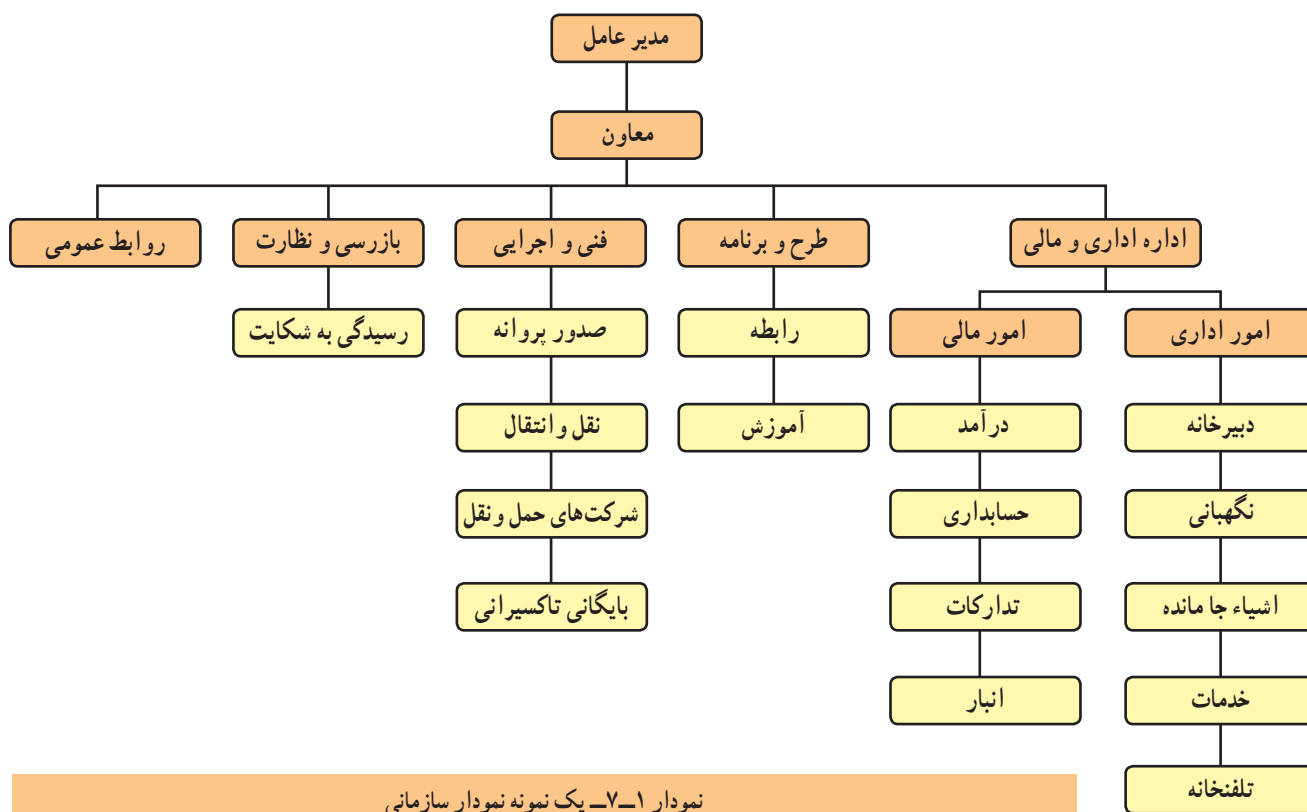 مدیر عامل
معاون
اداره اداری و مالی
طرح و برنامه
فنی و اجرایی
بازرسی و نظارت
روابط عمومی
امور اداری
امور مالی
رابطه
صدور پروانه
رسیدگی به شکایت
دبیرخانه
درآمد
آموزش
نقل و انتقال
نگهبانی
حسابداری
شرکت‌های حمل و نقل
اشیاء جا مانده
تدارکات
بایگانی تاکسیرانی
خدمات
انبار
تلفنخانه
نمودار ۱ــ۷ــ یک نمونه نمودار سازمانی